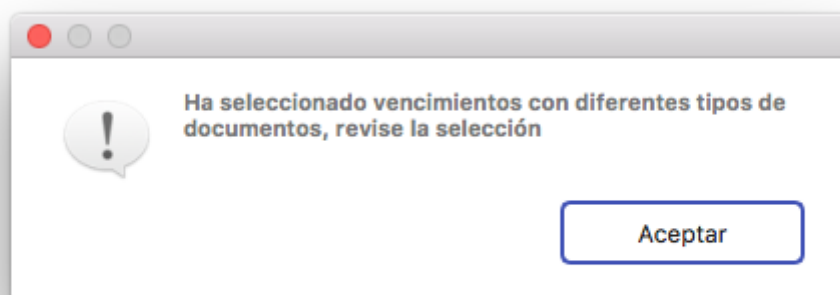 Ha seleccionado vencimientos con diferentes tipos de
documentos, revise la selección
Aceptar